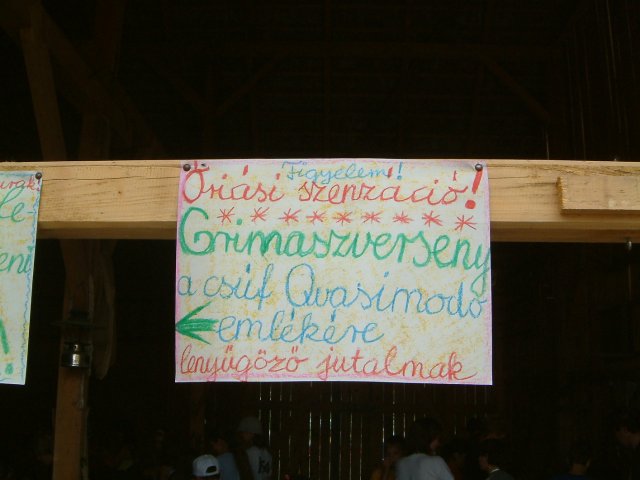 Figyelem!
Óriási szenzáció!
* * * * * * * * *
Grimaszverseny
a csúf Quasimodo
← emlékére
lenyűgöző jutalmak